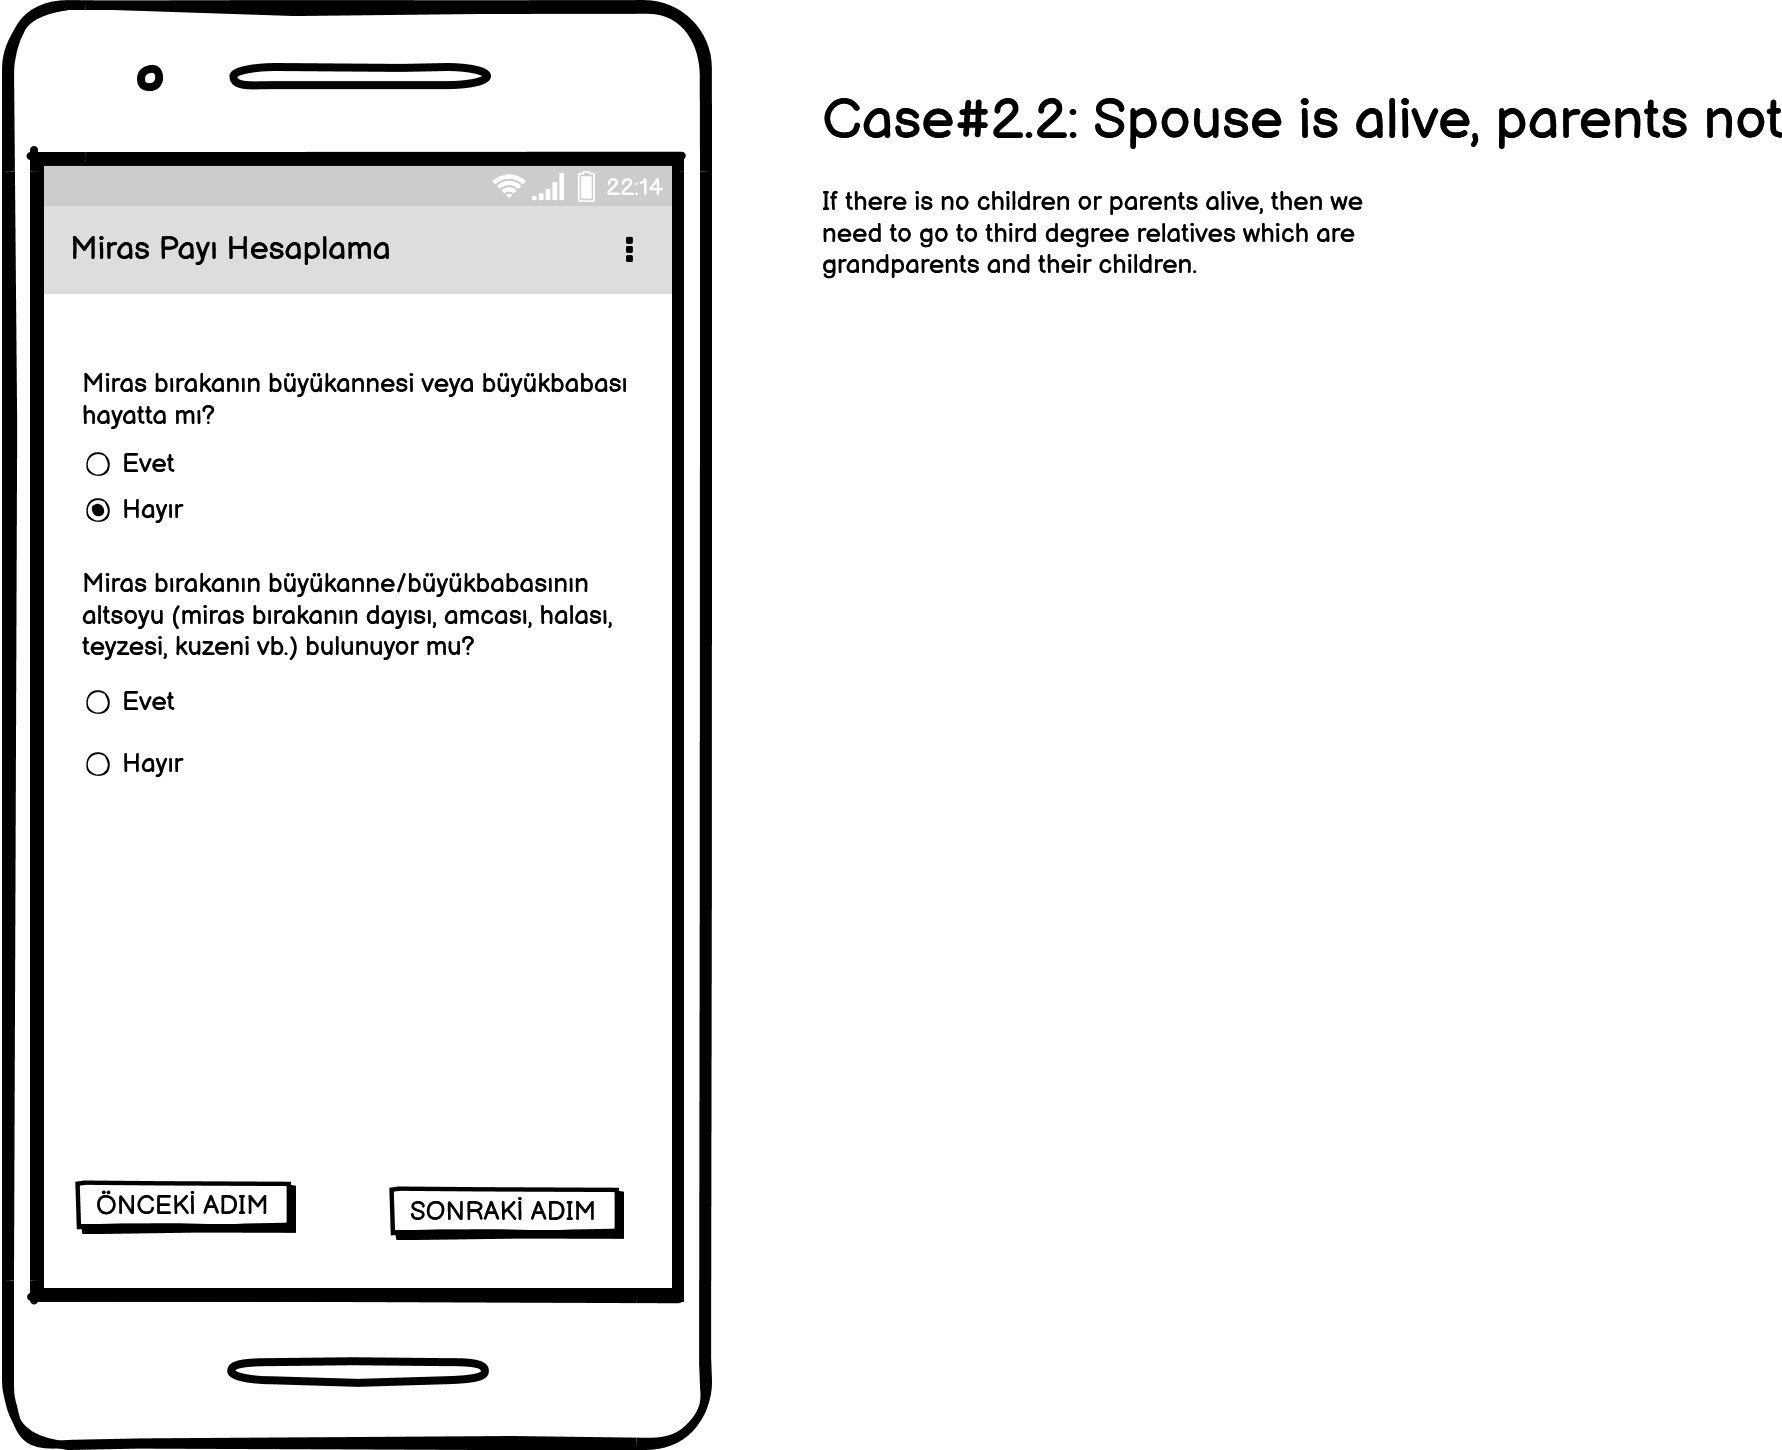 22:14
Miras Payı Hesaplama
Miras bırakanın büyükannesi veya büyükbabası
hayatta mı?
Evet
Hayır
Miras bırakanın büyükanne/büyükbabasının
altsoyu (miras bırakanın dayısı, amcası, halası,
teyzesi, kuzeni vb.) bulunuyor mu?
Evet
Hayır
ÖNCEKİ ADIM
SONRAKİ ADIM
Case#2.2: Spouse is alive, parents not
If there is no children or parents alive, then we
need to go to third degree relatives which are
grandparents and their children.